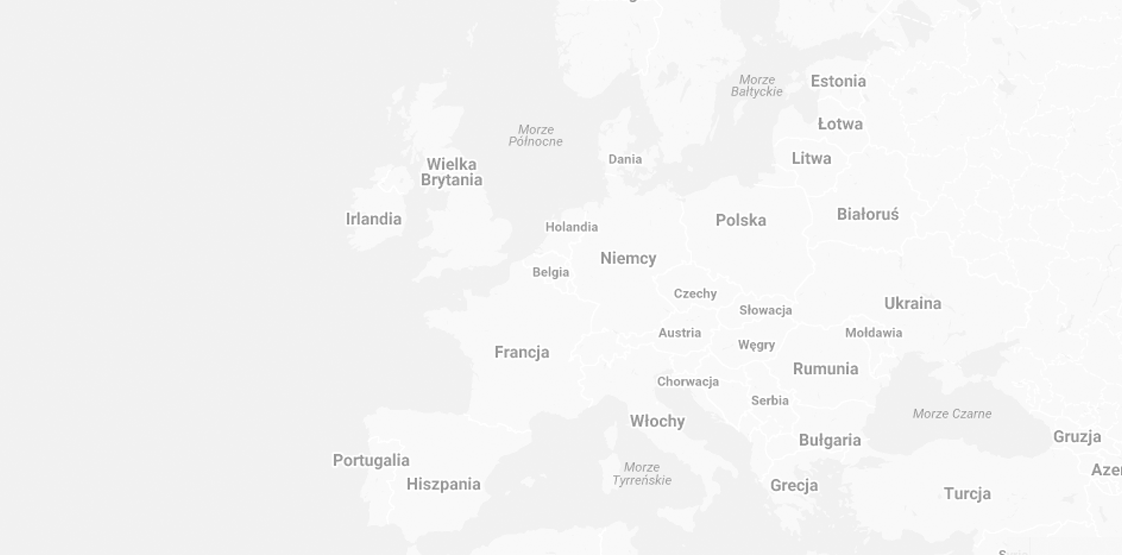 Morze
Bałtyckie
Estonia
Łotwa
Morze
Północne
Dania
Litwa
Wielka
Brytania
Irlandia
Holandia
Polska
Białoruś
Niemcy
Belgia
Czechy
Słowacja
Ukraina
Austria
Węgry
Mołdawia
Francja
Rumunia
Chorwacja
Serbia
Włochy
Morze Czarne
Bułgaria
Gruzja
Portugalia
Hiszpania
Morze
Tyrreńskie
Grecja
Turcja
Azer